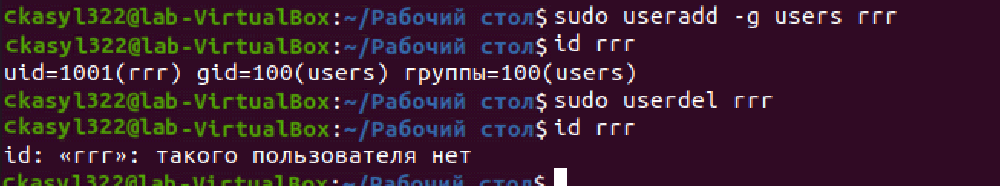 ckasyl322@lab-VirtualBox:~/Рабочий стол$ sudo useradd -g users rrr
ckasyl322@lab-VirtualBox:~/Рабочий стол$ id rrr
uid=1001(rrr) gid=100(users) группы=100(users)
ckasyl322@lab-VirtualBox:~/Рабочий стол$ sudo userdel rrr
ckasyl322@lab-VirtualBox:~/Рабочий стол$ id rrr
id: «rrr»: такого пользователя нет
ckasyl322@lab-VirtualBox:~/Рабочий стол$